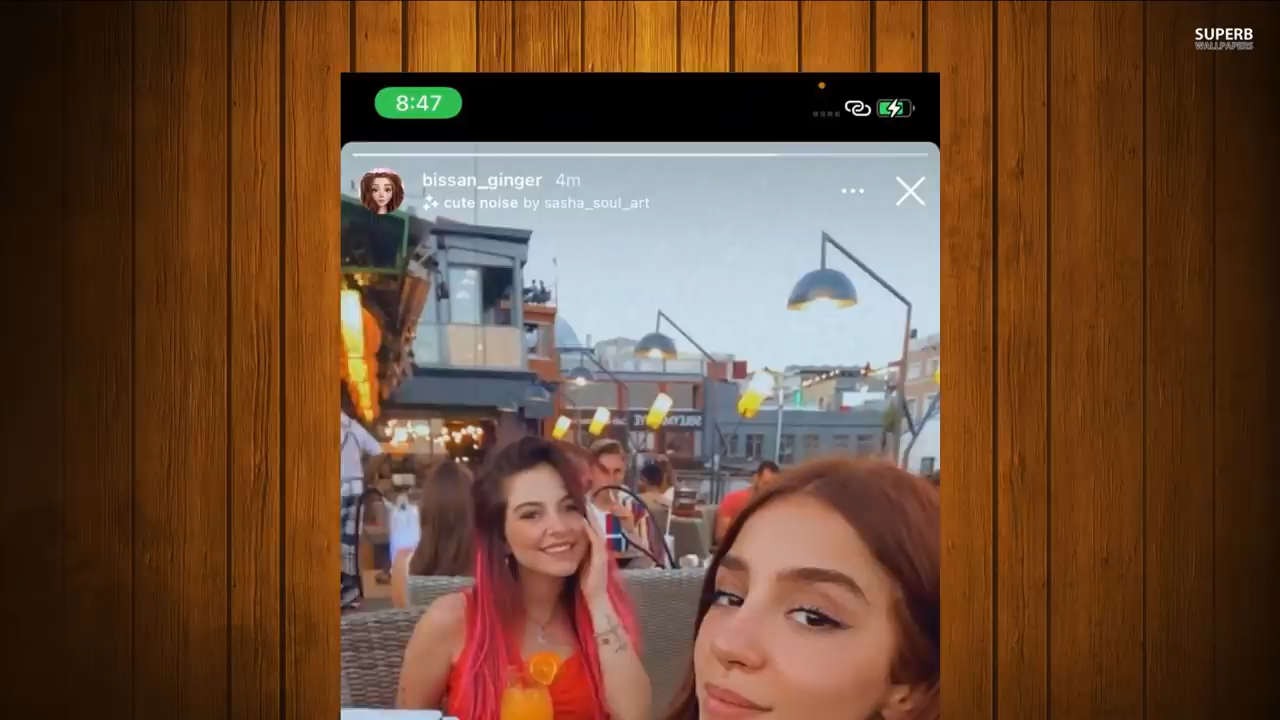 SUPERB
WALLPAPERS
8:47
bissan_ginger 4m
cute noise by sasha_soul_art